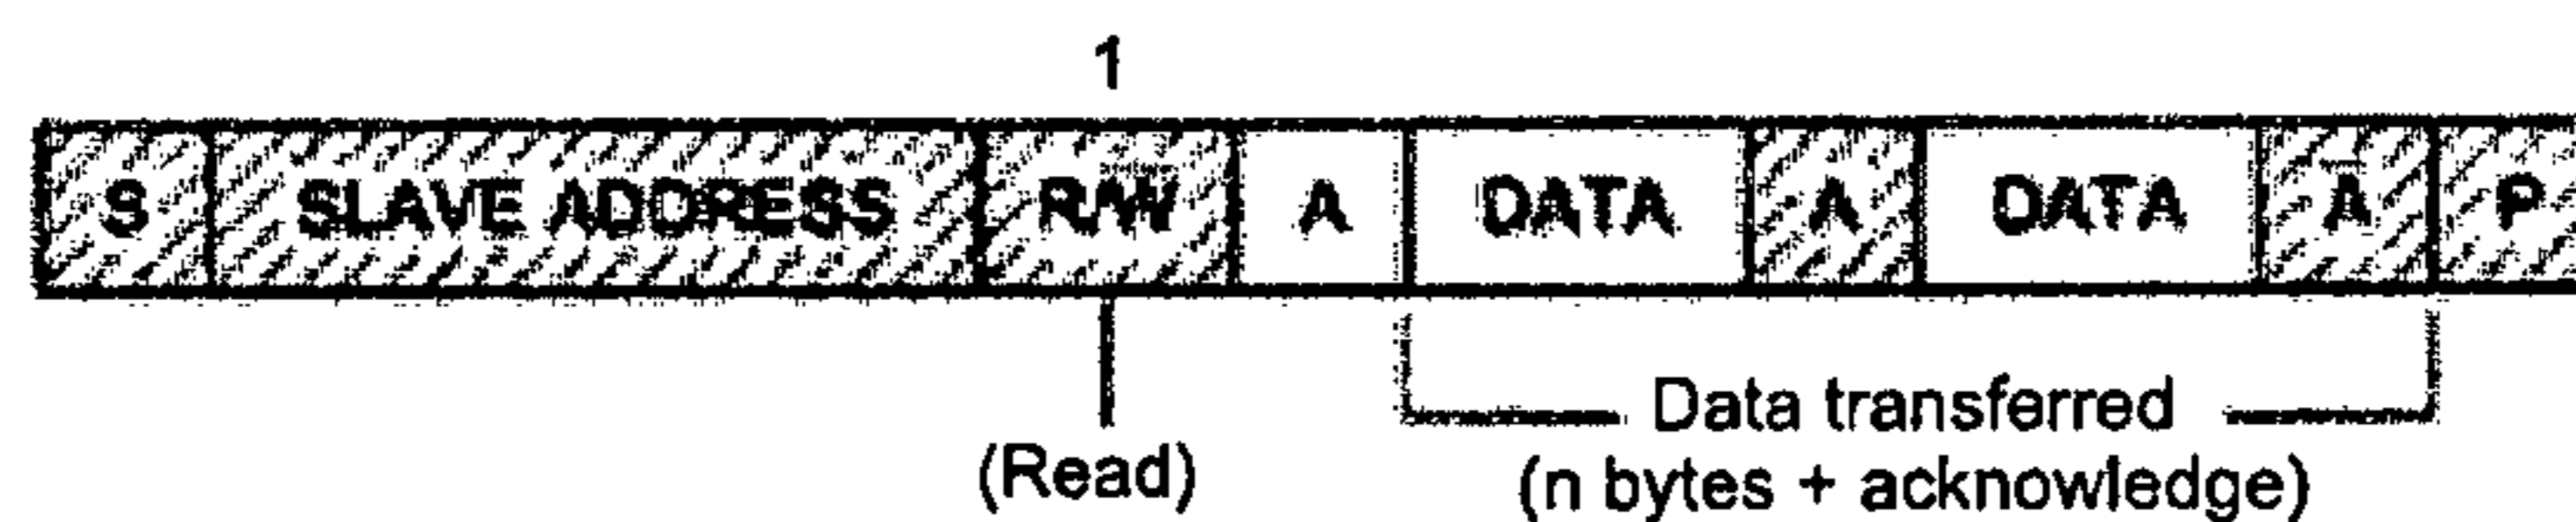 1
S SLAVE ADDRESS R/W A DATA A DATA Ā P
(Read)
Data transferred
(n bytes + acknowledge)